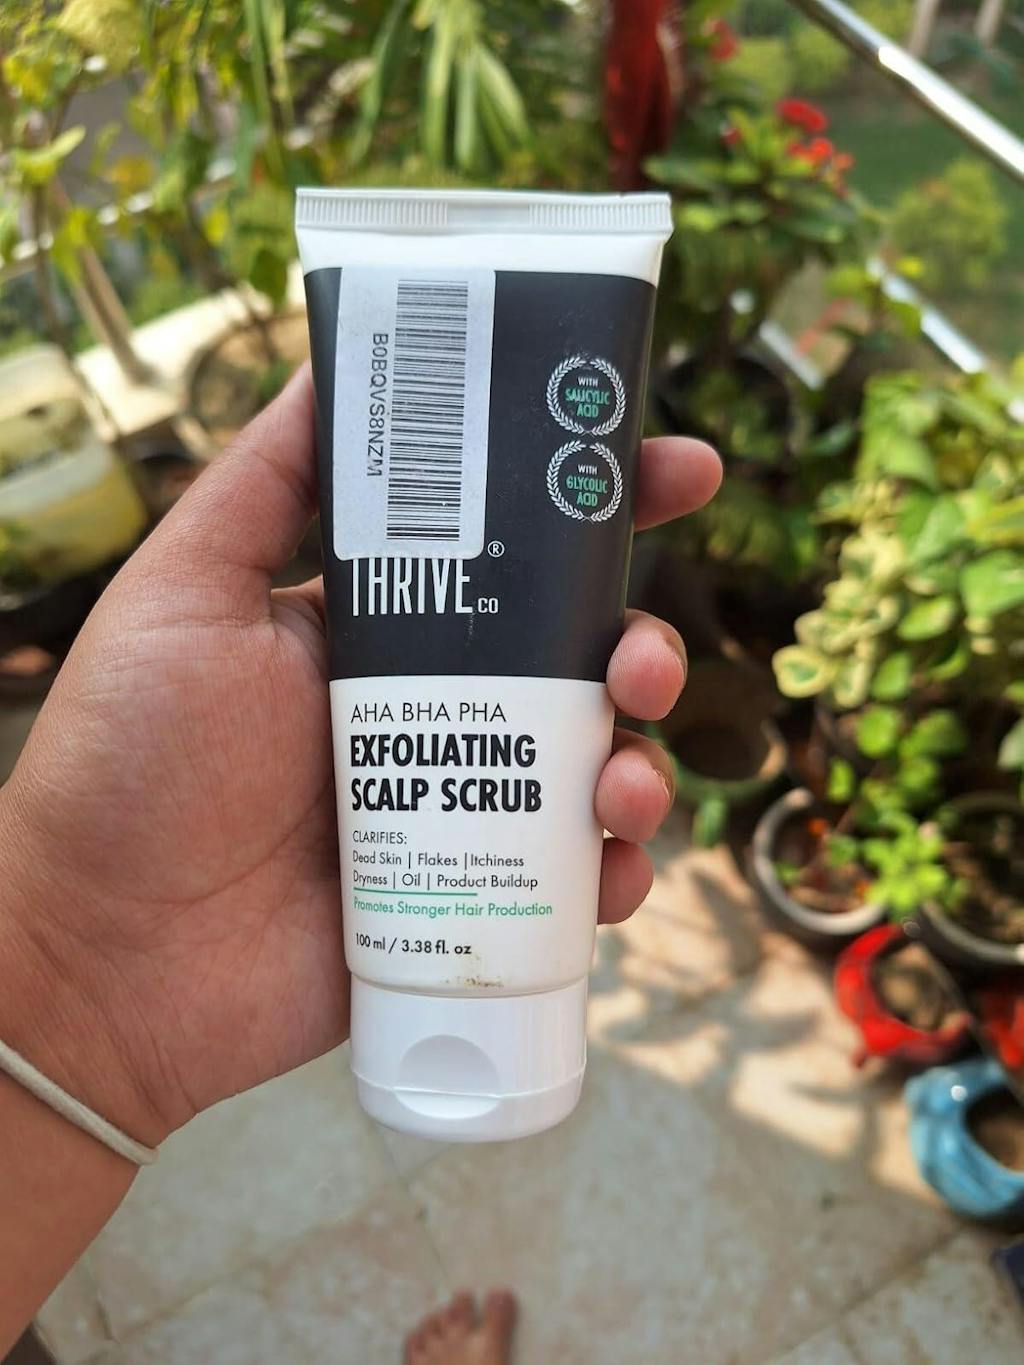 B0BQVS8NZM
WITH
SALICYLIC
ACID
WITH
GLYCOLIC
ACID
THRIVE CO ®
AHA BHA PHA
EXFOLIATING
SCALP SCRUB
CLARIFIES:
Dead Skin | Flakes | Itchiness
Dryness | Oil | Product Buildup
Promotes Stronger Hair Production
100 ml / 3.38 fl. oz